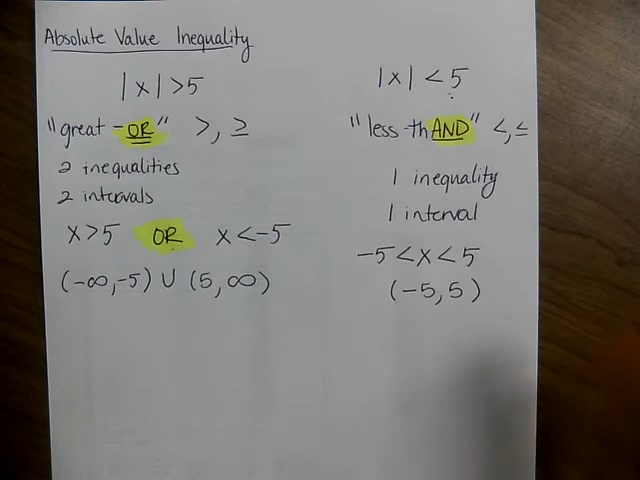 Absolute Value Inequality
|x| > 5
"great-OR" >, ≥
2 inequalities
2 intervals
x > 5 OR x < -5
(-∞, -5) ∪ (5, ∞)
|x| < 5
"less-thAND" <, ≤
1 inequality
1 interval
-5 < x < 5
(-5, 5)